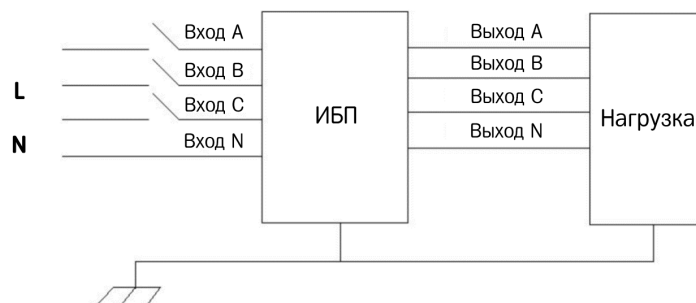 Вход A
Выход A
Вход B
Выход B
L
Вход C
Выход C
ИБП
Нагрузка
N
Вход N
Выход N